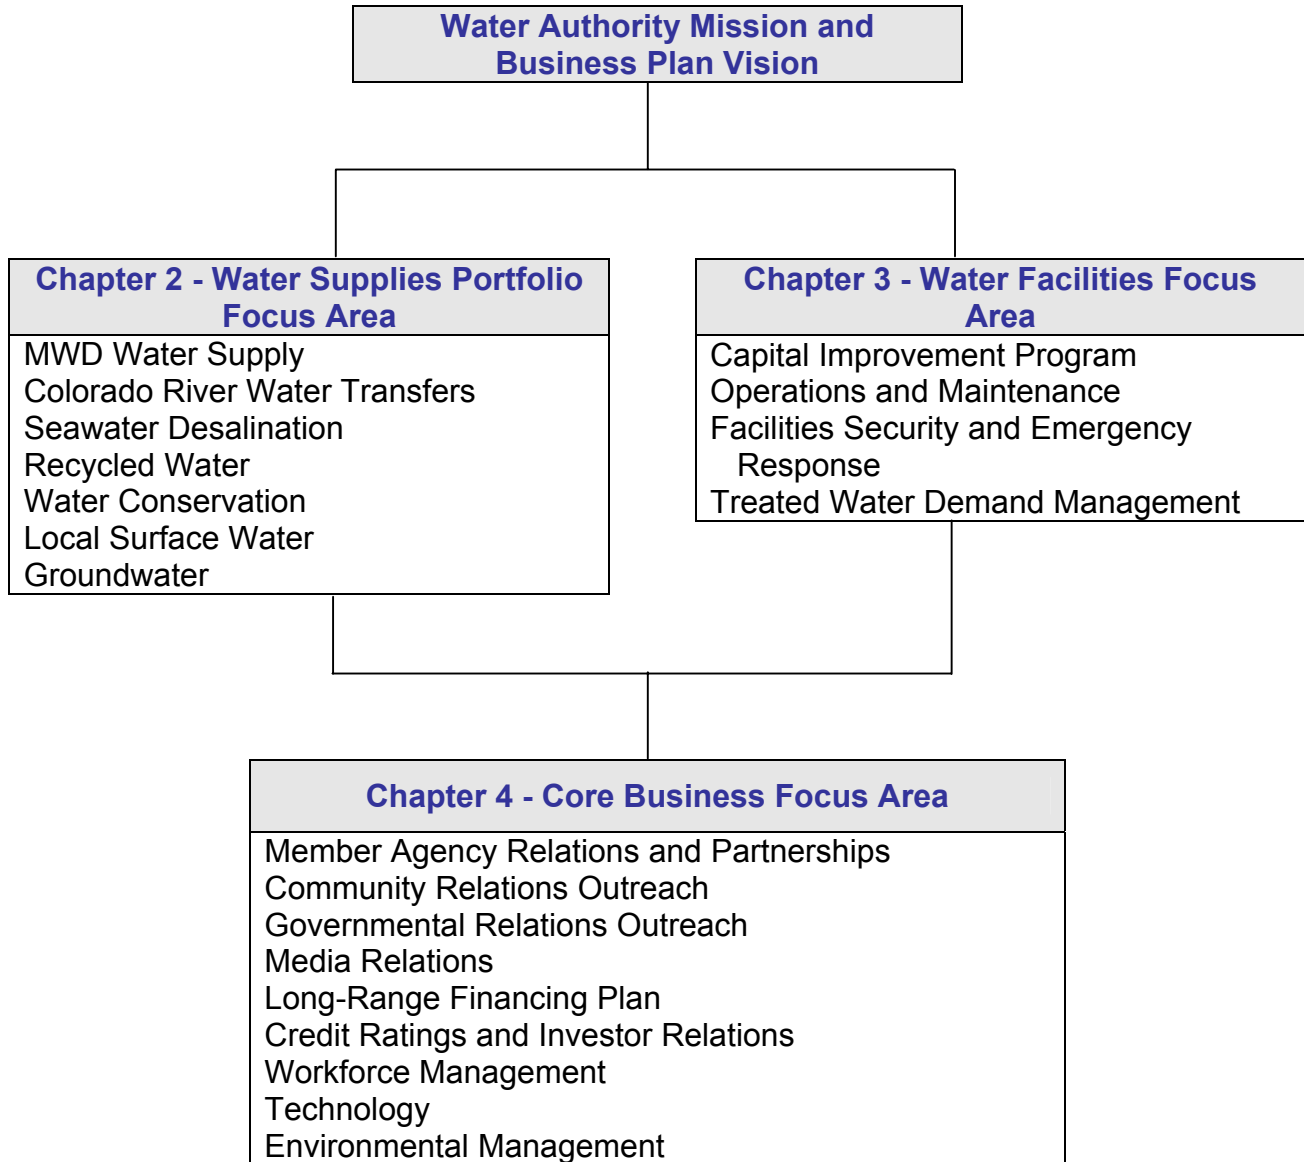 Water Authority Mission and
Business Plan Vision
Chapter 2 - Water Supplies Portfolio
Focus Area
MWD Water Supply
Colorado River Water Transfers
Seawater Desalination
Recycled Water
Water Conservation
Local Surface Water
Groundwater
Chapter 3 - Water Facilities Focus
Area
Capital Improvement Program
Operations and Maintenance
Facilities Security and Emergency
Response
Treated Water Demand Management
Chapter 4 - Core Business Focus Area
Member Agency Relations and Partnerships
Community Relations Outreach
Governmental Relations Outreach
Media Relations
Long-Range Financing Plan
Credit Ratings and Investor Relations
Workforce Management
Technology
Environmental Management